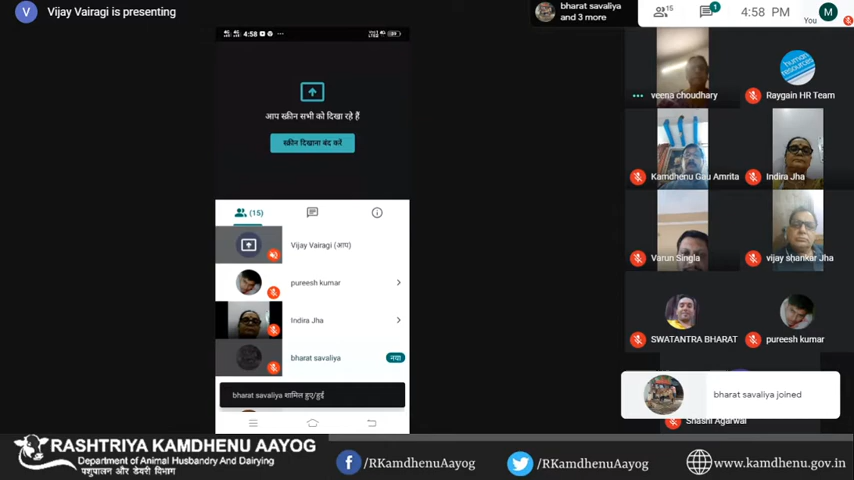 V Vijay Vairagi is presenting
bharat savaliya
and 3 more
15
1
4:58 PM
M
You
4:58
आप स्क्रीन सभी को दिखा रहे हैं
स्क्रीन दिखाना बंद करें
(15)
Vijay Vairagi (आप)
pureesh kumar
Indira Jha
bharat savaliya
नया
bharat savaliya शामिल हुए/हुई
veena choudhary
human resources
Raygain HR Team
Kamdhenu Gau Amrita
Indira Jha
Varun Singla
vijay shankar Jha
SWATANTRA BHARAT
pureesh kumar
bharat savaliya joined
Shashi Agarwal
RASHTRIYA KAMDHENU AAYOG
Department of Animal Husbandry And Dairying
पशुपालन और डेयरी विभाग
/RKamdhenuAayog
/RKamdhenuAayog
www.kamdhenu.gov.in